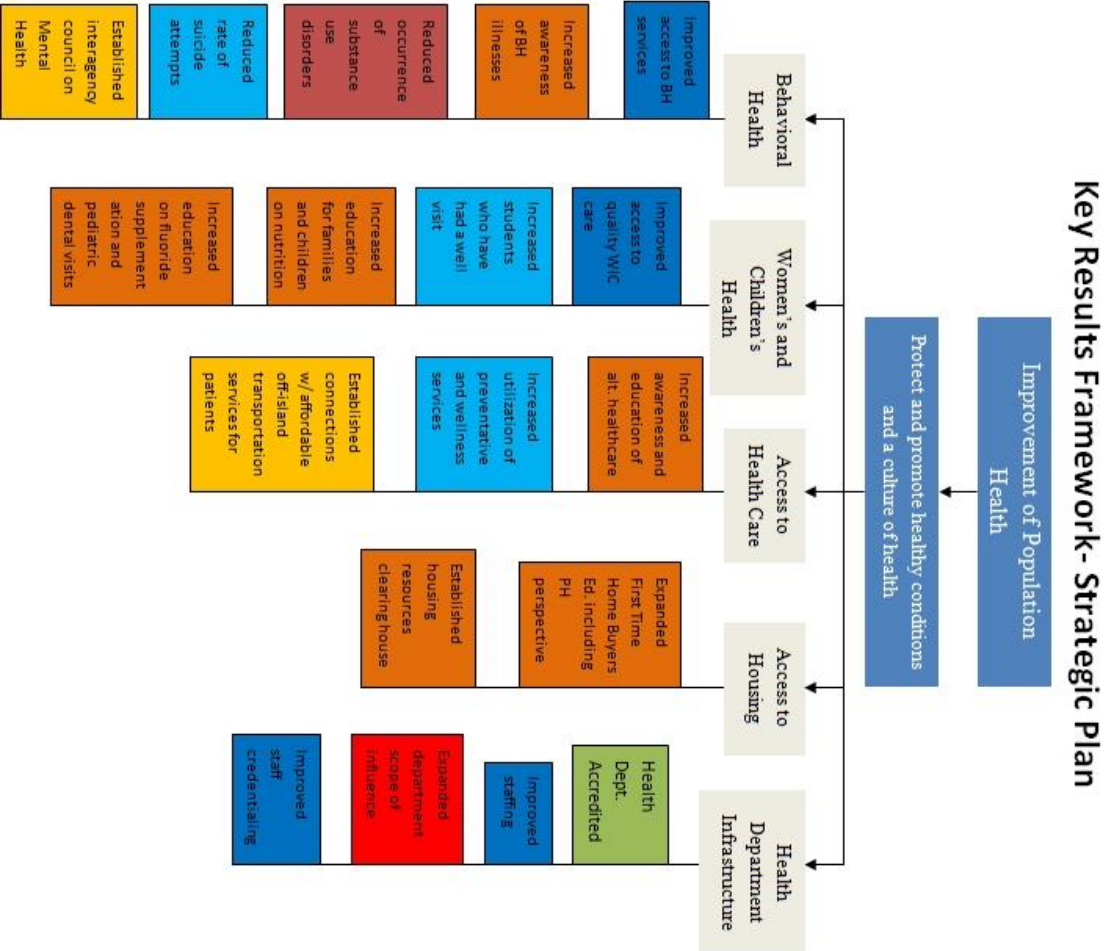 Key Results Framework- Strategic Plan
Improvement of Population
Health
Protect and promote healthy conditions
and a culture of health
Behavioral
Health
Improved
access to BH
services
Increased
awareness
of BH
illnesses
Reduced
occurrence
of
substance
use
disorders
Reduced
rate of
suicide
attempts
Established
interagency
council on
Mental
Health
Women's and
Children's
Health
Improved
access to
quality WIC
care
Increased
students
who have
had a well
visit
Increased
education
for families
and children
on nutrition
Increased
education
on fluoride
supplement
ation and
pediatric
dental visits
Access to
Health Care
Increased
awareness and
education of
alt. healthcare
Increased
utilization of
preventative
and wellness
services
Established
connections
w/ affordable
off-island
transportation
services for
patients
Access to
Housing
Expanded
First Time
Home Buyers
Ed. including
PH
perspective
Established
housing
resources
clearing house
Health
Department
Infrastructure
Health
Dept.
Accredited
Improved
staffing
Expanded
department
scope of
influence
Improved
staff
credentialing